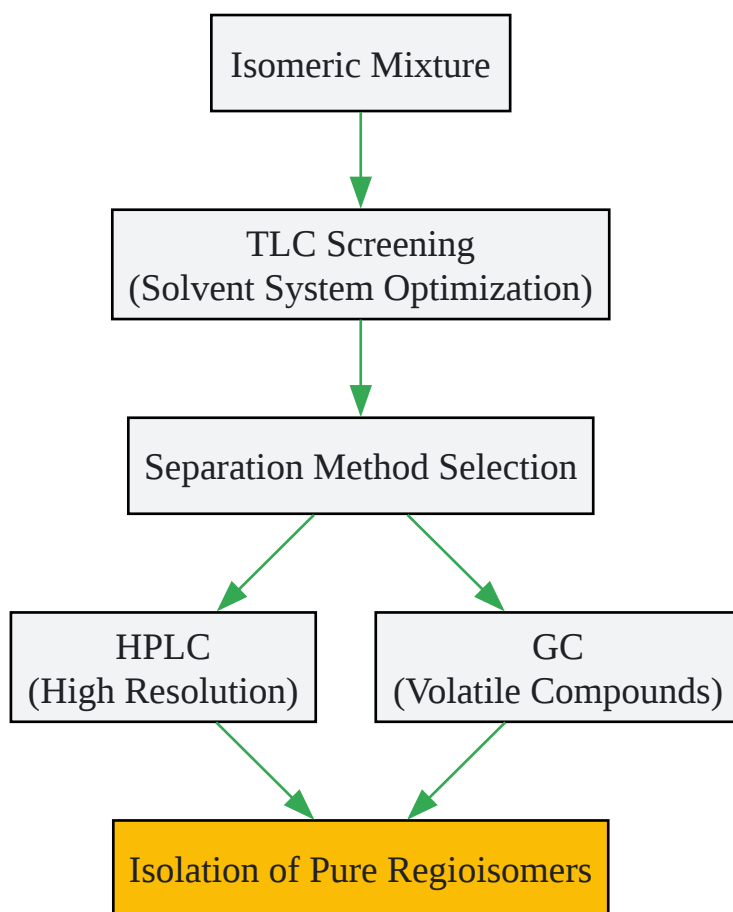 Isomeric Mixture
TLC Screening
(Solvent System Optimization)
Separation Method Selection
HPLC
(High Resolution)
GC
(Volatile Compounds)
Isolation of Pure Regioisomers